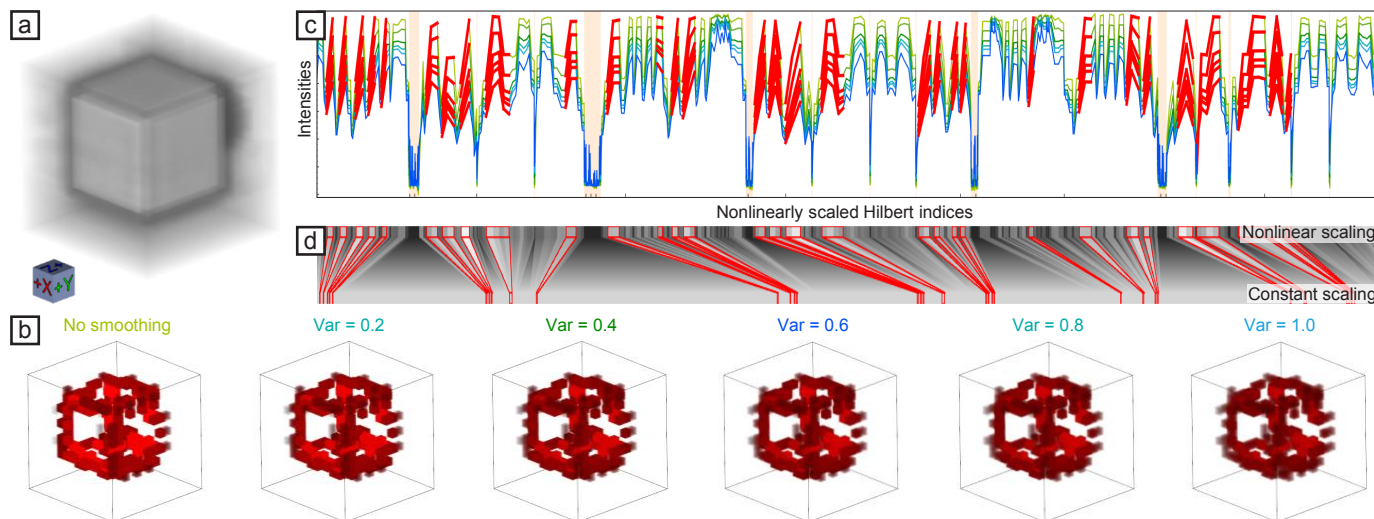 a
c
Intensities
Nonlinearly scaled Hilbert indices
d
Nonlinear scaling
Constant scaling
+X
+Y
b
No smoothing
Var = 0.2
Var = 0.4
Var = 0.6
Var = 0.8
Var = 1.0